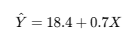 Ŷ = 18.4 + 0.7X